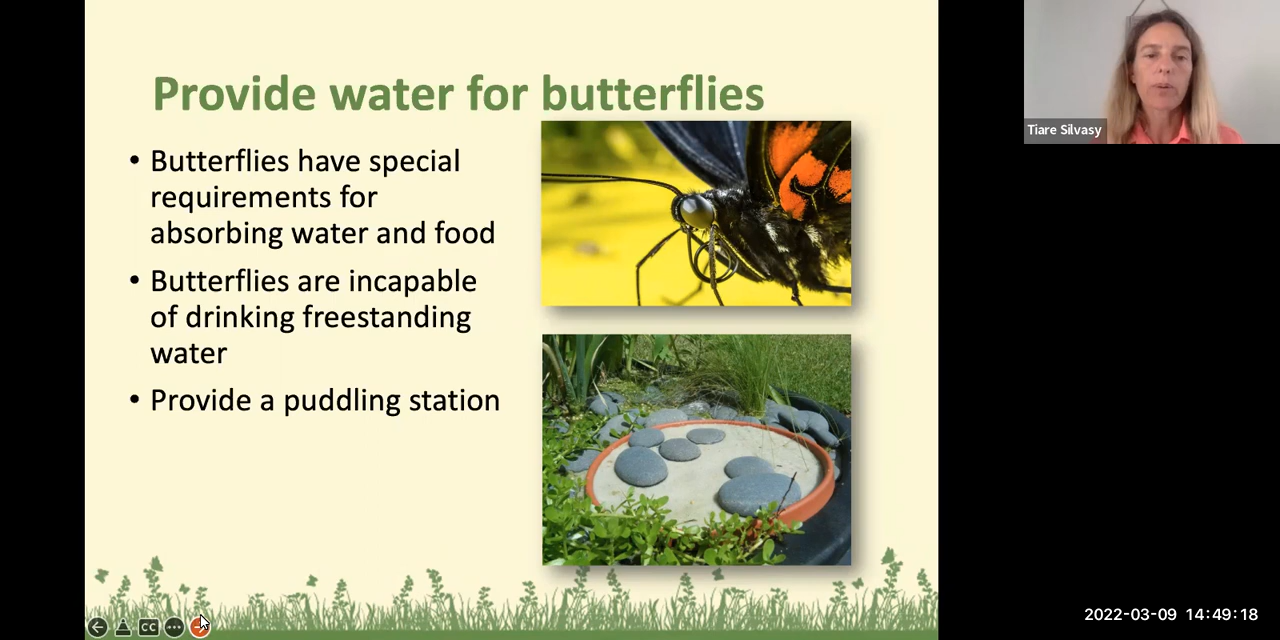 Provide water for butterflies
• Butterflies have special
requirements for
absorbing water and food
• Butterflies are incapable
of drinking freestanding
water
• Provide a puddling station
Tiare Silvasy
CC
2022-03-09 14:49:18